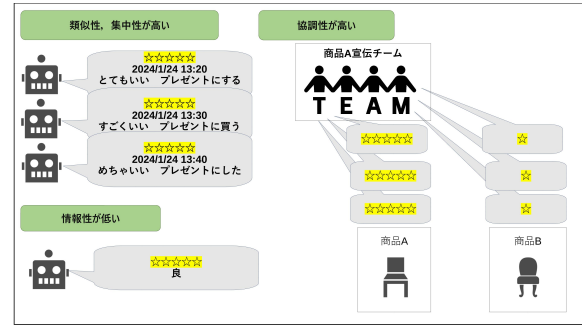 類似性，集中性が高い
☆☆☆☆☆
2024/1/24 13:20
とてもいい　プレゼントにする
☆☆☆☆☆
2024/1/24 13:30
すごくいい　プレゼントに買う
☆☆☆☆☆
2024/1/24 13:40
めちゃいい　プレゼントにした
情報性が低い
☆☆☆☆☆
良
協調性が高い
商品A宣伝チーム
TEAM
☆☆☆☆☆
☆
☆☆☆☆☆
☆
☆☆☆☆☆
☆
商品A
商品B